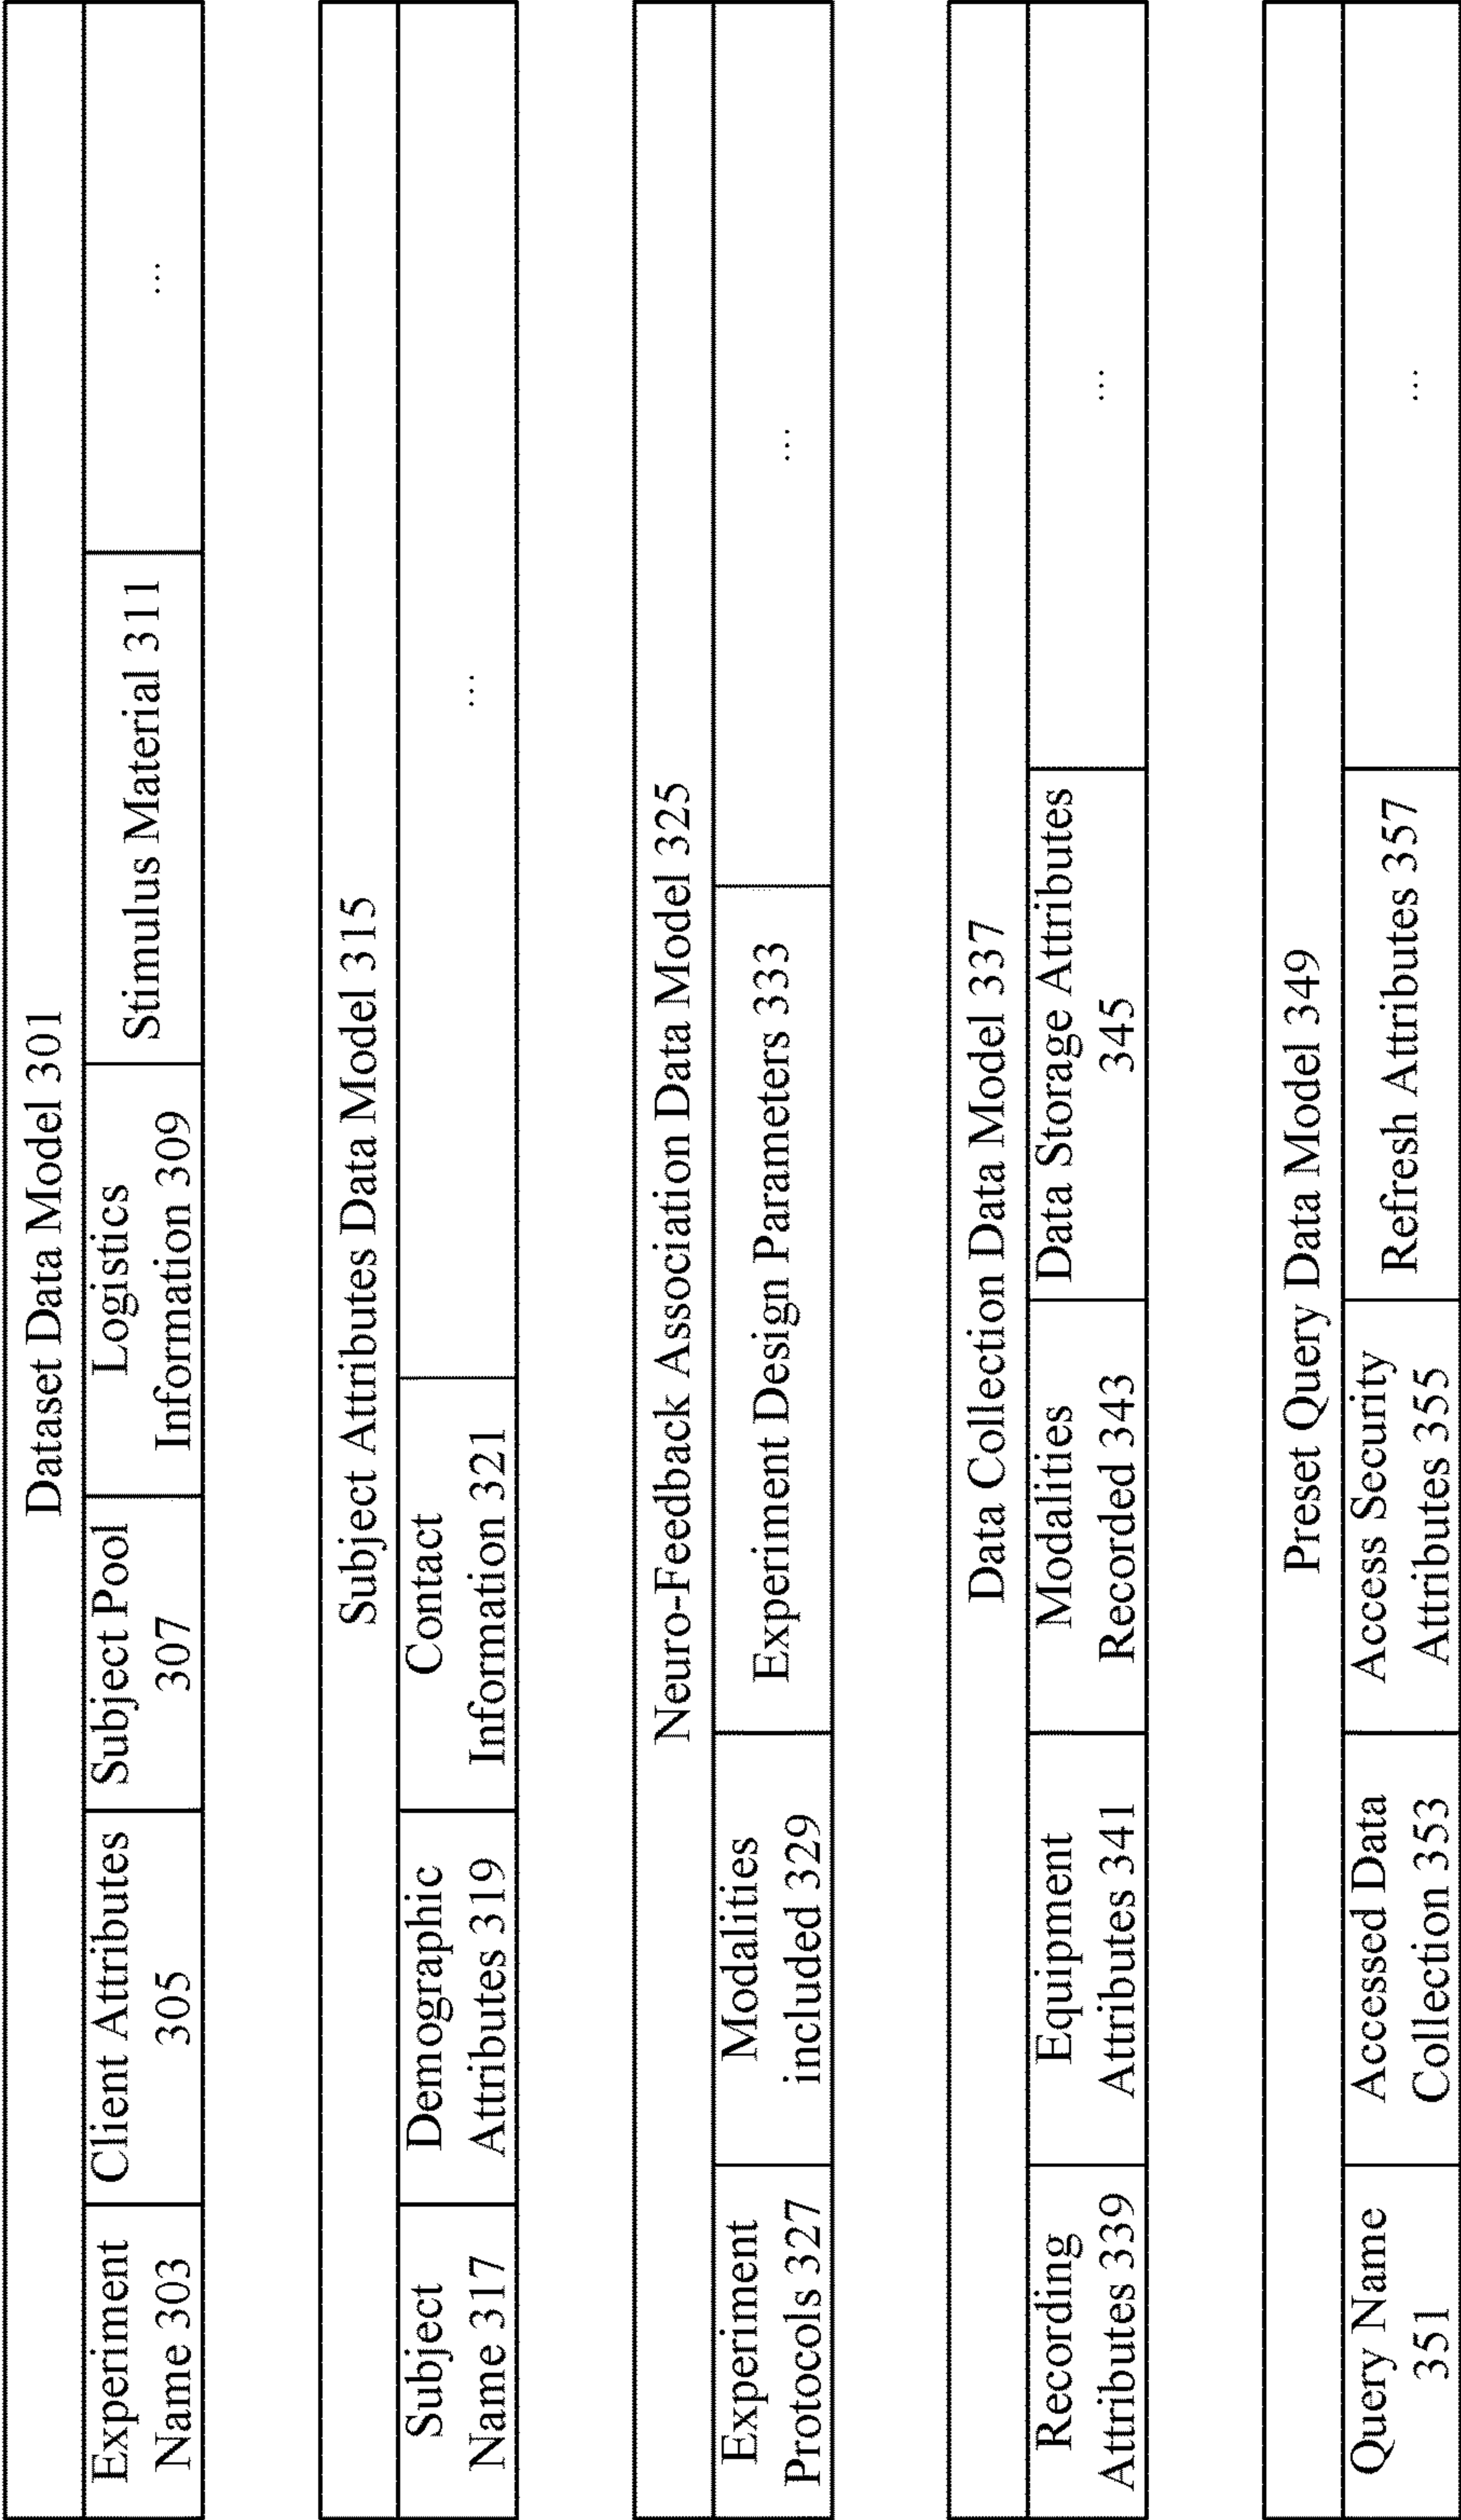 Dataset Data Model 301
Experiment
Name 303
Client Attributes
305
Subject Pool
307
Logistics
Information 309
Stimulus Material 311
...
Subject Attributes Data Model 315
Subject
Name 317
Demographic
Attributes 319
Contact
Information 321
...
Neuro-Feedback Association Data Model 325
Experiment
Protocols 327
Modalities
included 329
Experiment Design Parameters 333
...
Data Collection Data Model 337
Recording
Attributes 339
Equipment
Attributes 341
Modalities
Recorded 343
Data Storage Attributes
345
...
Preset Query Data Model 349
Query Name
351
Accessed Data
Collection 353
Access Security
Attributes 355
Refresh Attributes 357
...